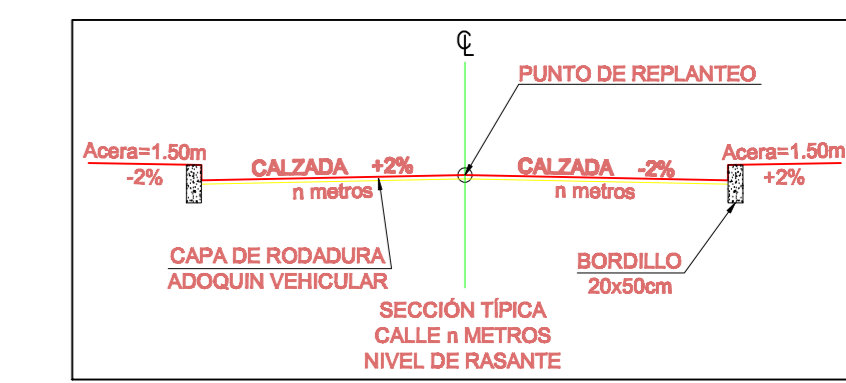 ℄
PUNTO DE REPLANTEO
Acera=1.50m
-2%
CALZADA +2%
n metros
CALZADA -2%
n metros
Acera=1.50m
+2%
CAPA DE RODADURA
ADOQUIN VEHICULAR
BORDILLO
20x50cm
SECCIÓN TÍPICA
CALLE n METROS
NIVEL DE RASANTE